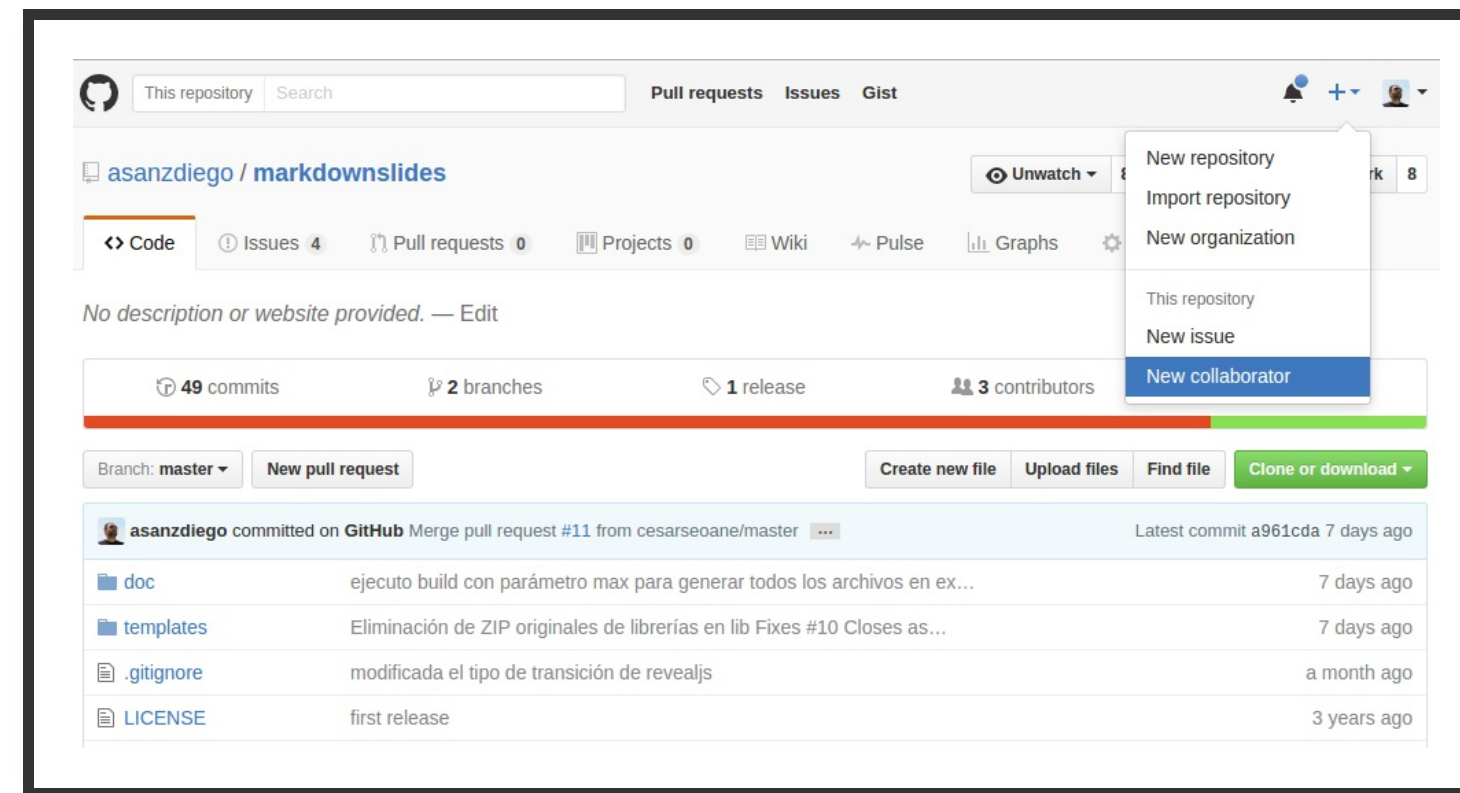 This repository Search Pull requests Issues Gist
asanzdiego / markdownslides Unwatch 8
New repository
Import repository
New organization
This repository
New issue
New collaborator
Code Issues 4 Pull requests 0 Projects 0 Wiki Pulse Graphs
No description or website provided. — Edit
49 commits 2 branches 1 release 3 contributors
Branch: master New pull request Create new file Upload files Find file Clone or download
asanzdiego committed on GitHub Merge pull request #11 from cesarseoane/master ... Latest commit a961cda 7 days ago
doc ejecuto build con parámetro max para generar todos los archivos en ex… 7 days ago
templates Eliminación de ZIP originales de librerías en lib Fixes #10 Closes as… 7 days ago
.gitignore modificada el tipo de transición de revealjs a month ago
LICENSE first release 3 years ago